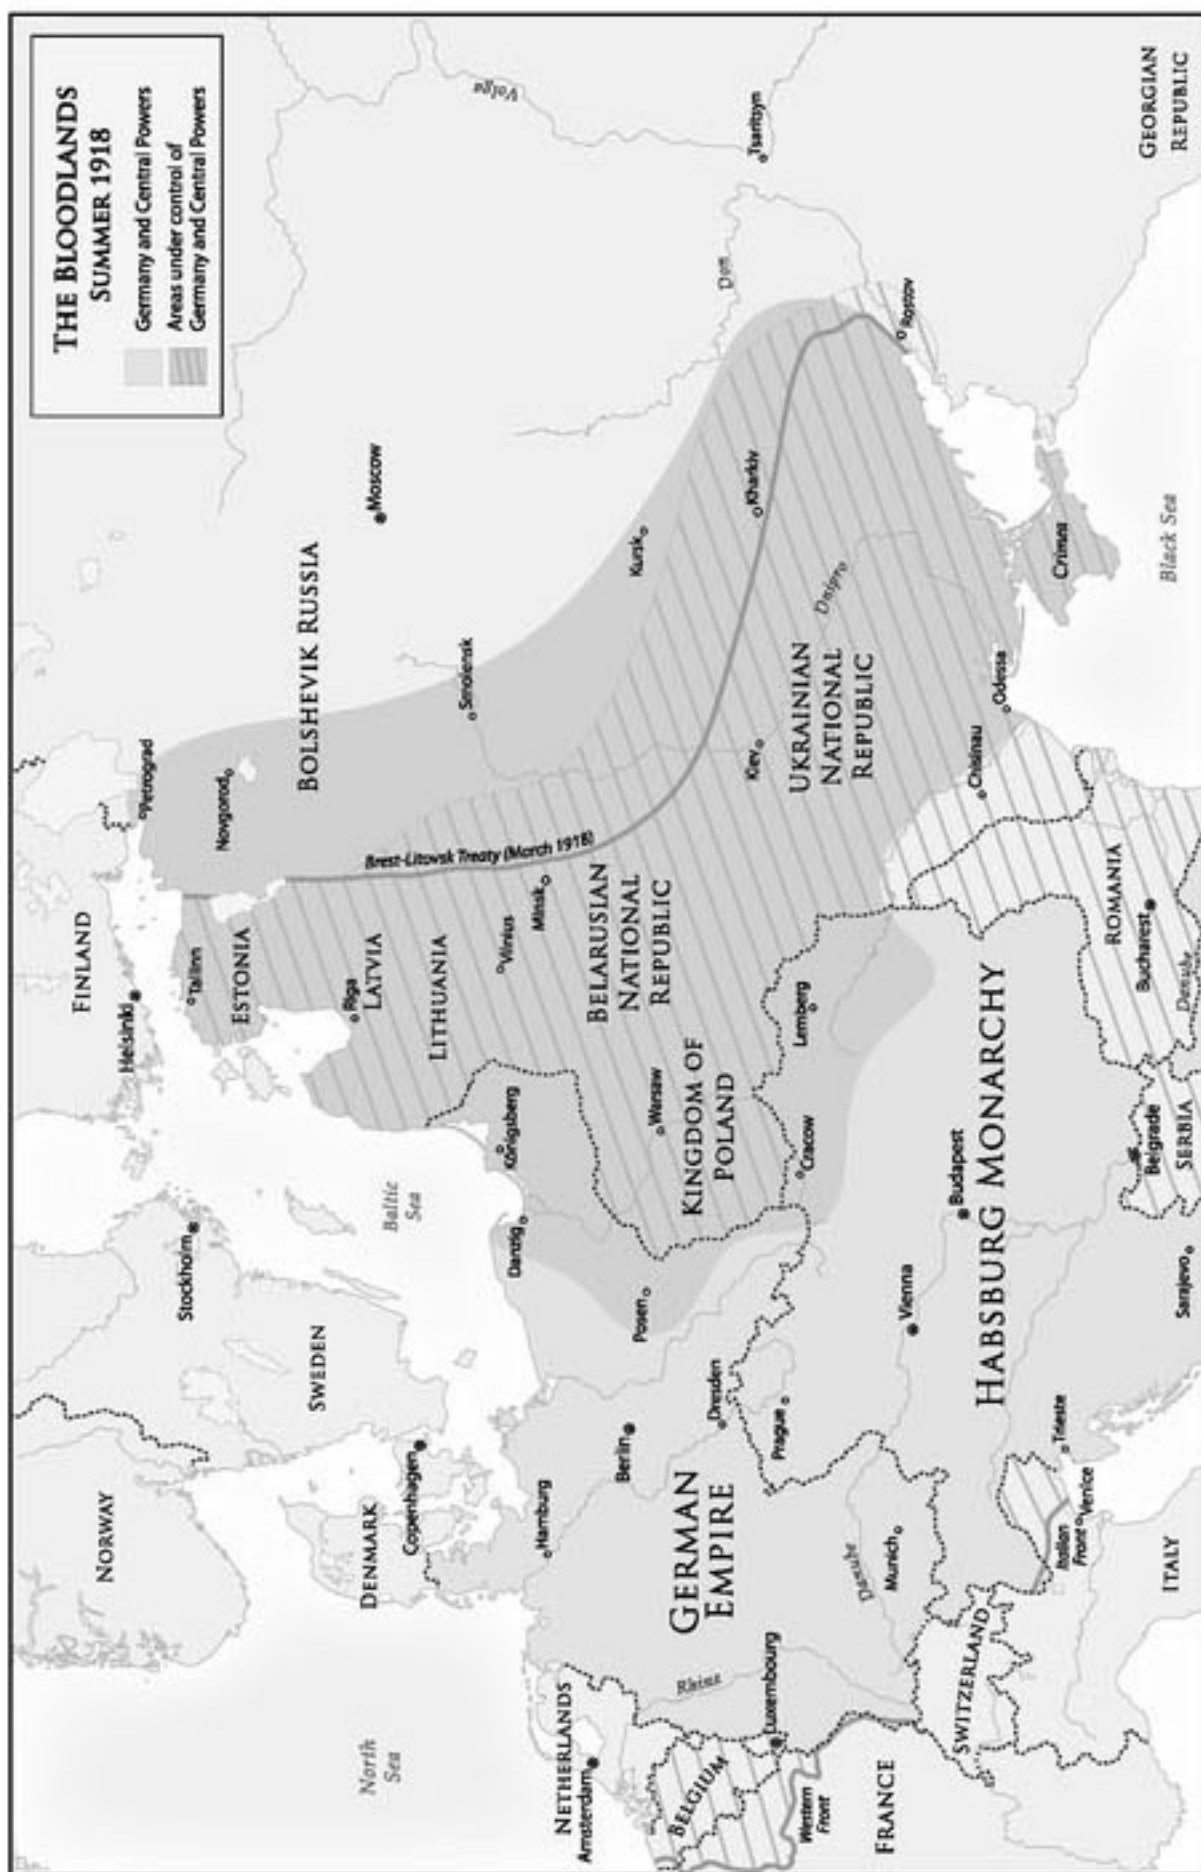 THE BLOODLANDS
SUMMER 1918
Germany and Central Powers
Areas under control of
Germany and Central Powers
NORWAY
SWEDEN
Stockholm
FINLAND
Helsinki
Petrograd
Novgorod
Tallinn
ESTONIA
Riga
LATVIA
LITHUANIA
Vilnius
Minsk
BOLSHEVIK RUSSIA
Moscow
Smolensk
Kursk
Volga
Tsaritsyn
Don
Rostov
GEORGIAN
REPUBLIC
Brest-Litovsk Treaty (March 1918)
North
Sea
DENMARK
Copenhagen
Baltic
Sea
Königsberg
Danzig
BELARUSIAN
NATIONAL
REPUBLIC
Warsaw
KINGDOM OF
POLAND
Posen
Hamburg
Berlin
GERMAN
EMPIRE
Dresden
Prague
NETHERLANDS
Amsterdam
BELGIUM
Luxembourg
Rhine
Western
Front
FRANCE
Danube
Munich
SWITZERLAND
Italian
Front
Venice
Trieste
ITALY
Vienna
Budapest
HABSBURG MONARCHY
Cracow
Lemberg
Kiev
UKRAINIAN
NATIONAL
REPUBLIC
Dnipro
Kharkiv
Odessa
Chisinau
Crimea
Black Sea
ROMANIA
Bucharest
Danube
Belgrade
SERBIA
Sarajevo